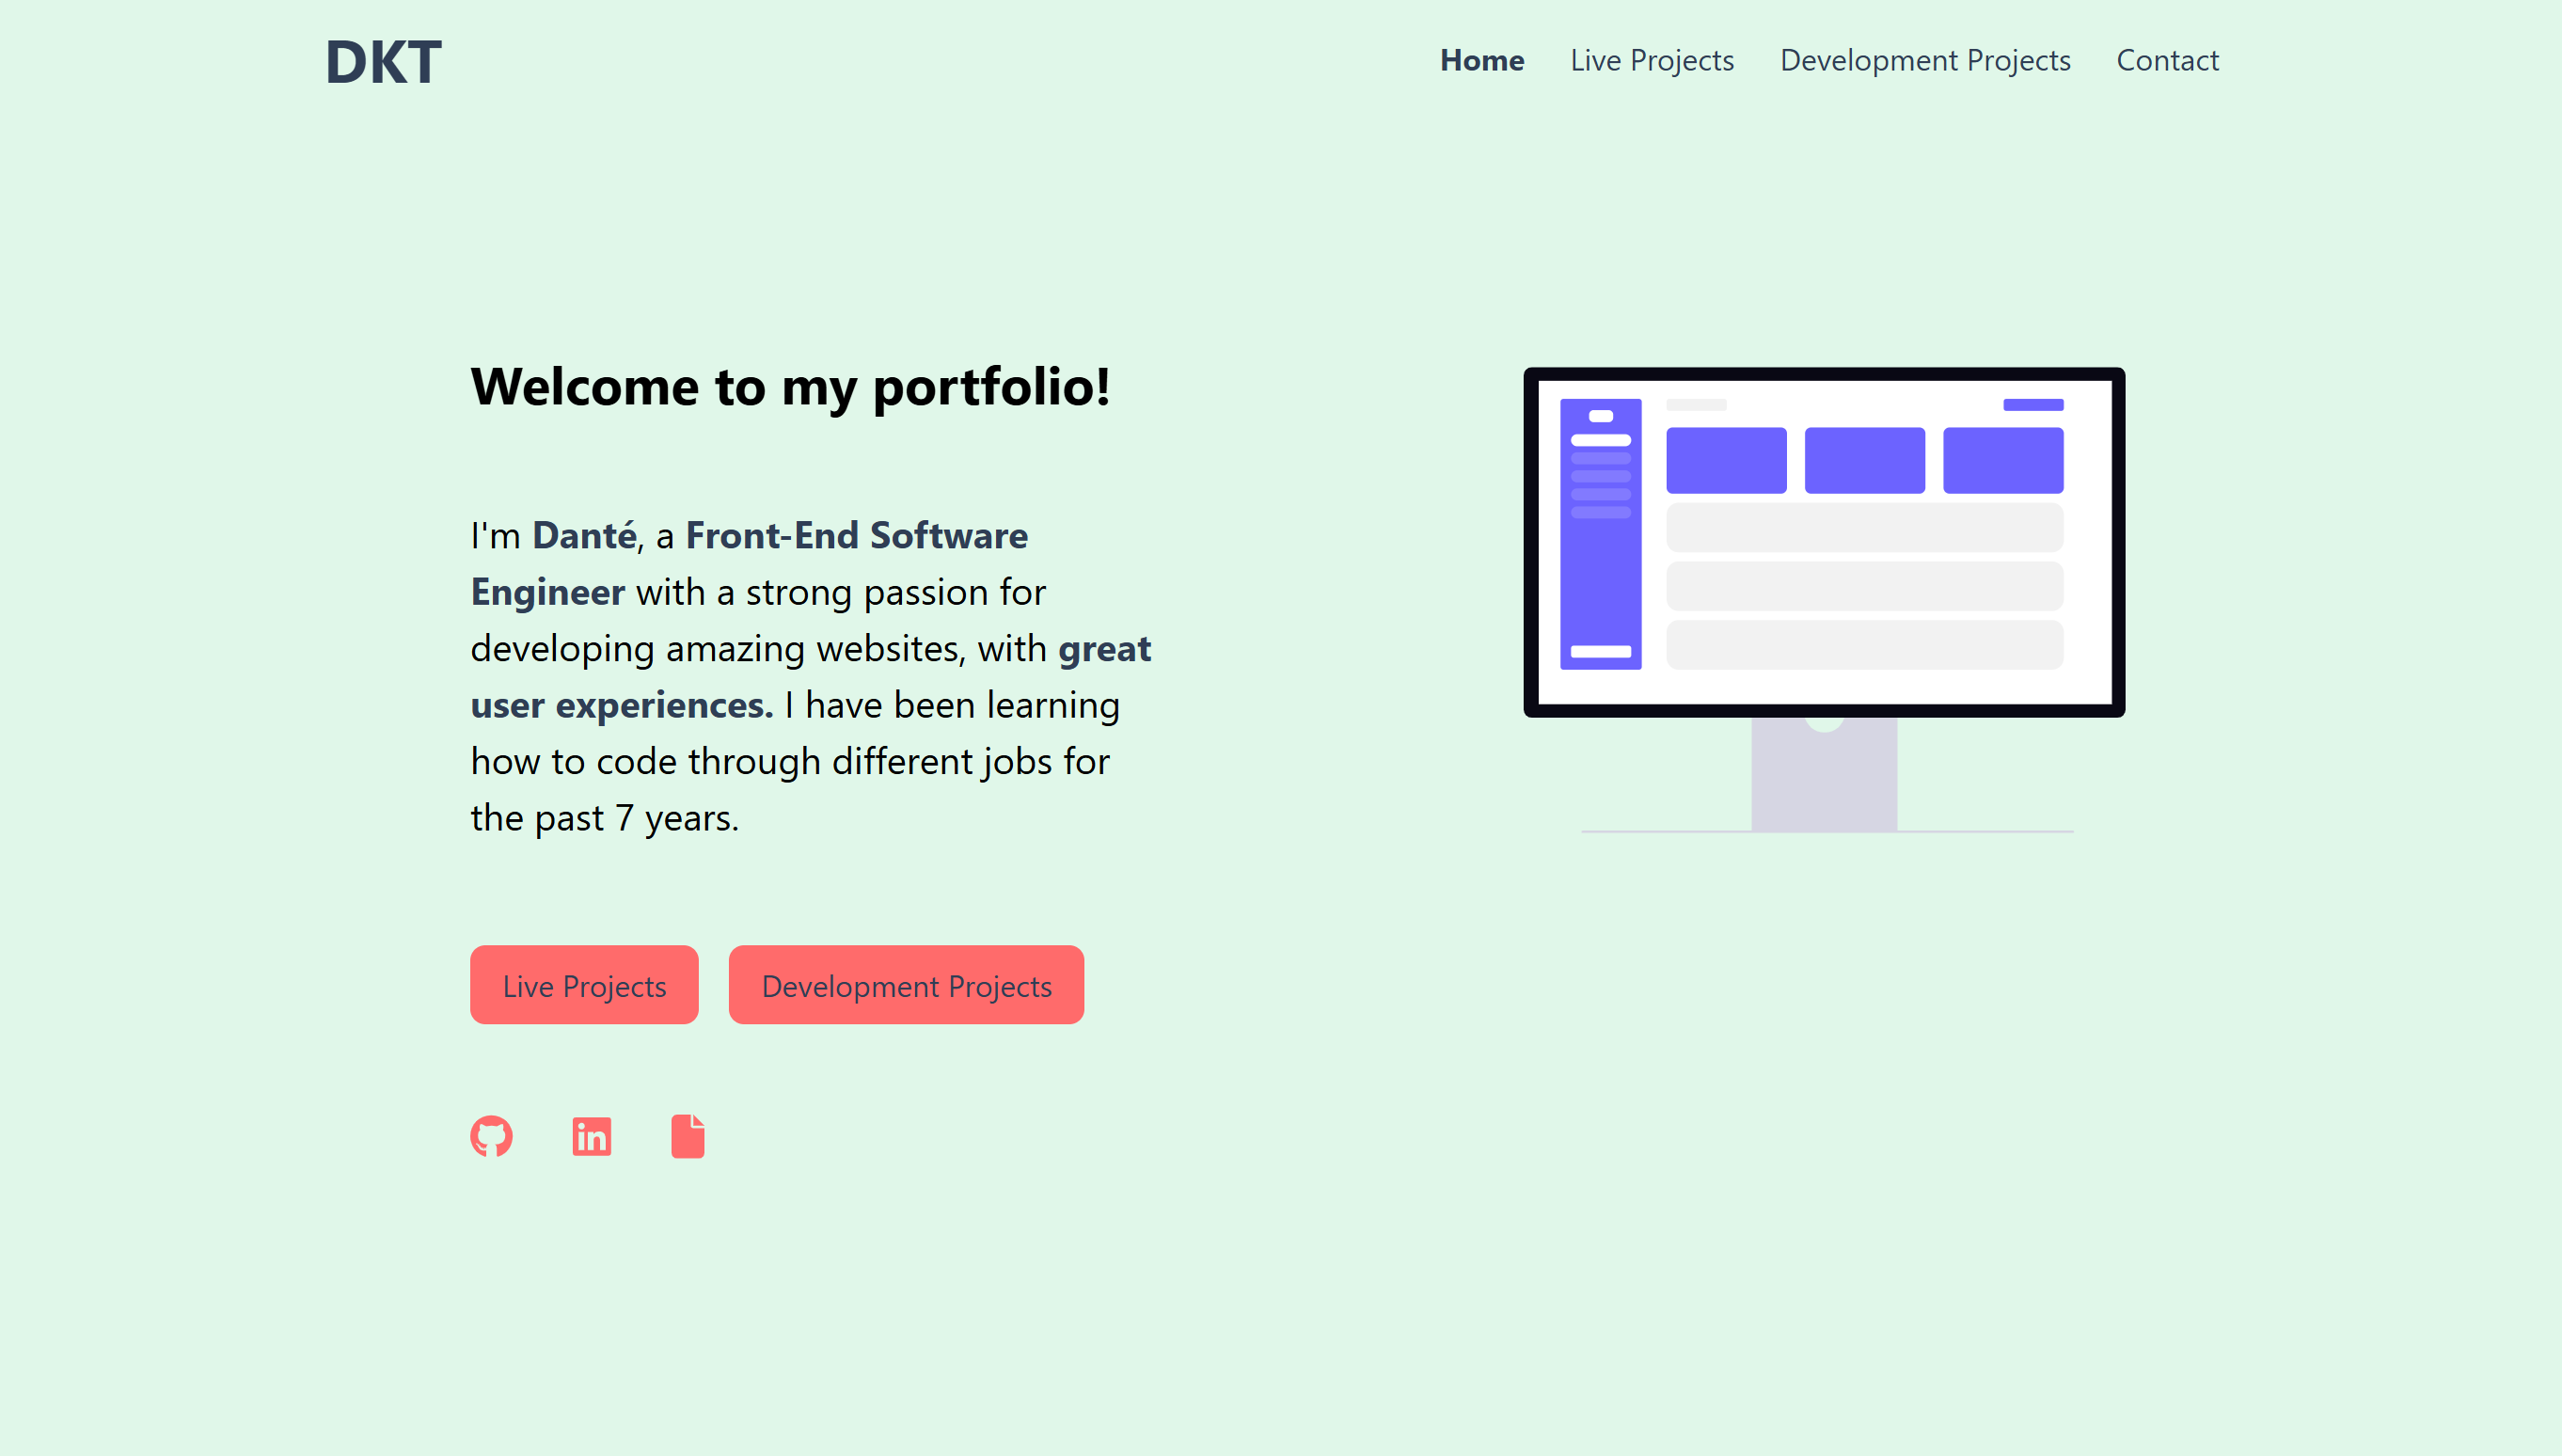 DKT
Home Live Projects Development Projects Contact
Welcome to my portfolio!
I'm Danté, a Front-End Software
Engineer with a strong passion for
developing amazing websites, with great
user experiences. I have been learning
how to code through different jobs for
the past 7 years.
Live Projects Development Projects
in